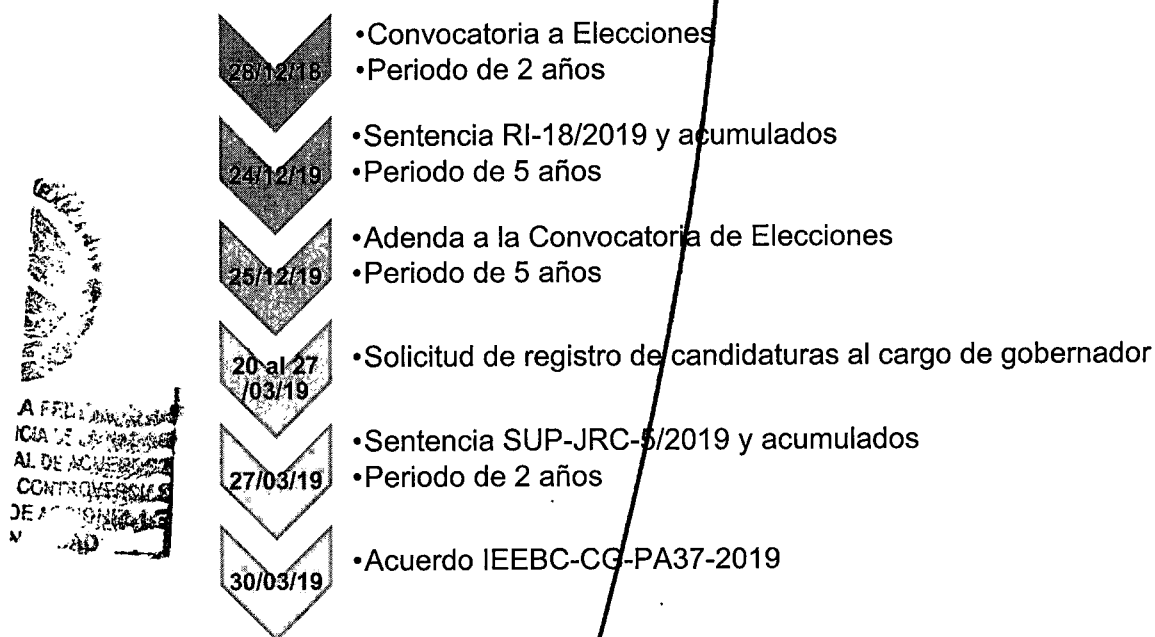 28/12/18
•Convocatoria a Elecciones
•Periodo de 2 años
24/12/19
•Sentencia RI-18/2019 y acumulados
•Periodo de 5 años
25/12/19
•Adenda a la Convocatoria de Elecciones
•Periodo de 5 años
20 al 27
/03/19
•Solicitud de registro de candidaturas al cargo de gobernador
27/03/19
•Sentencia SUP-JRC-5/2019 y acumulados
•Periodo de 2 años
30/03/19
•Acuerdo IEEBC-CG-PA37-2019
AL DE